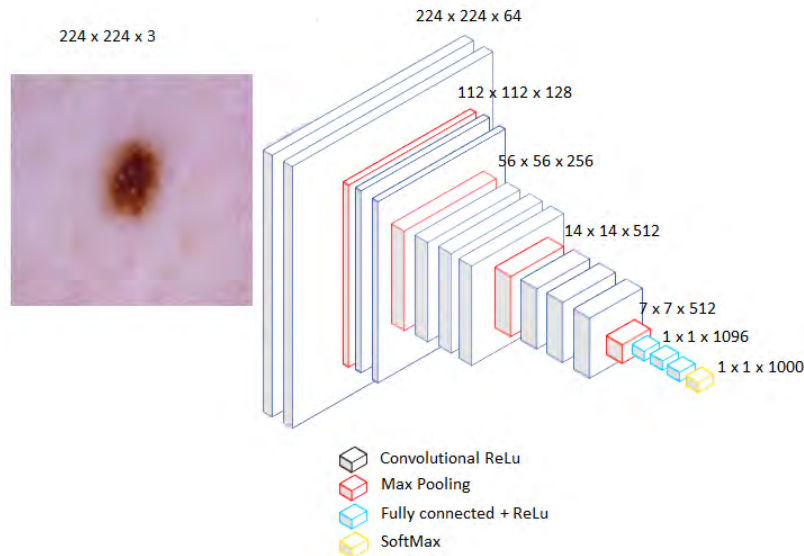 224 x 224 x 3
224 x 224 x 64
112 x 112 x 128
56 x 56 x 256
14 x 14 x 512
7 x 7 x 512
1 x 1 x 1096
1 x 1 x 1000
Convolutional ReLu
Max Pooling
Fully connected + ReLu
SoftMax